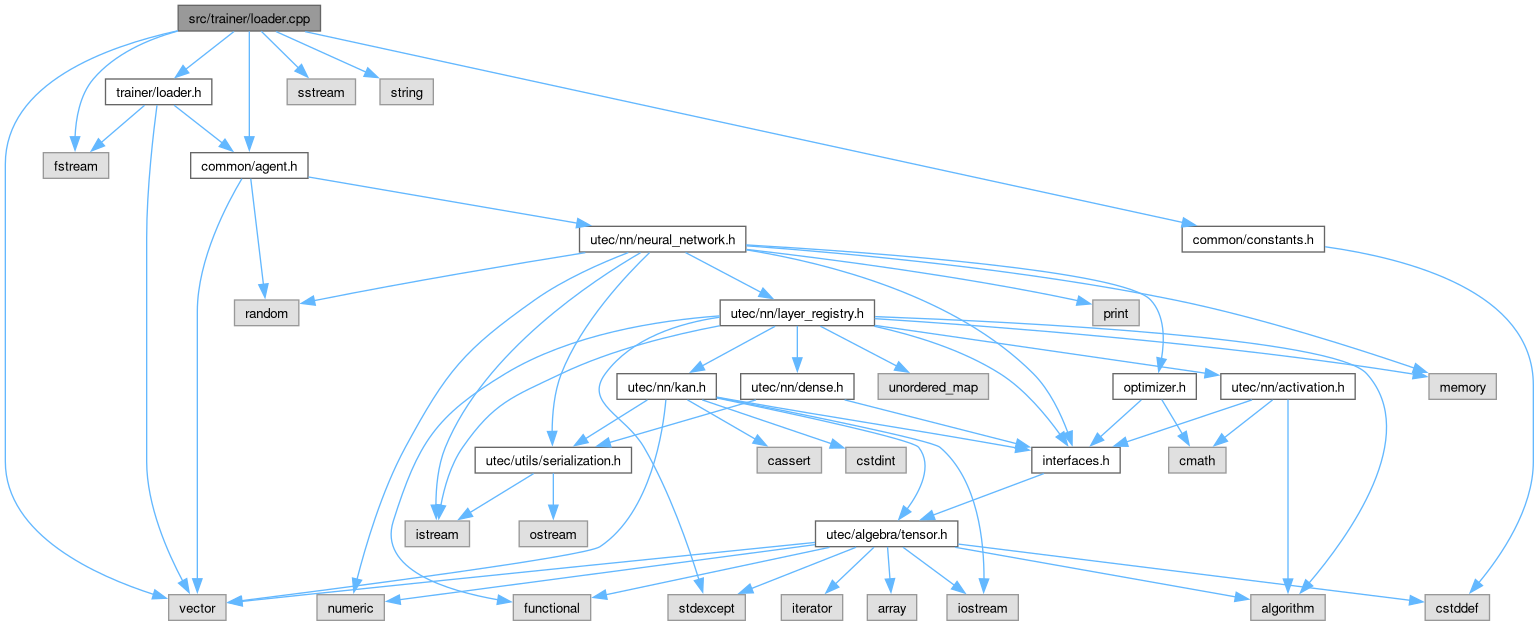 src/trainer/loader.cpp
trainer/loader.h
sstream
string
fstream
common/agent.h
utec/nn/neural_network.h
common/constants.h
random
utec/nn/layer_registry.h
print
utec/nn/kan.h
utec/nn/dense.h
unordered_map
optimizer.h
utec/nn/activation.h
memory
utec/utils/serialization.h
cassert
cstdint
interfaces.h
cmath
istream
ostream
utec/algebra/tensor.h
vector
numeric
functional
stdexcept
iterator
array
iostream
algorithm
cstddef